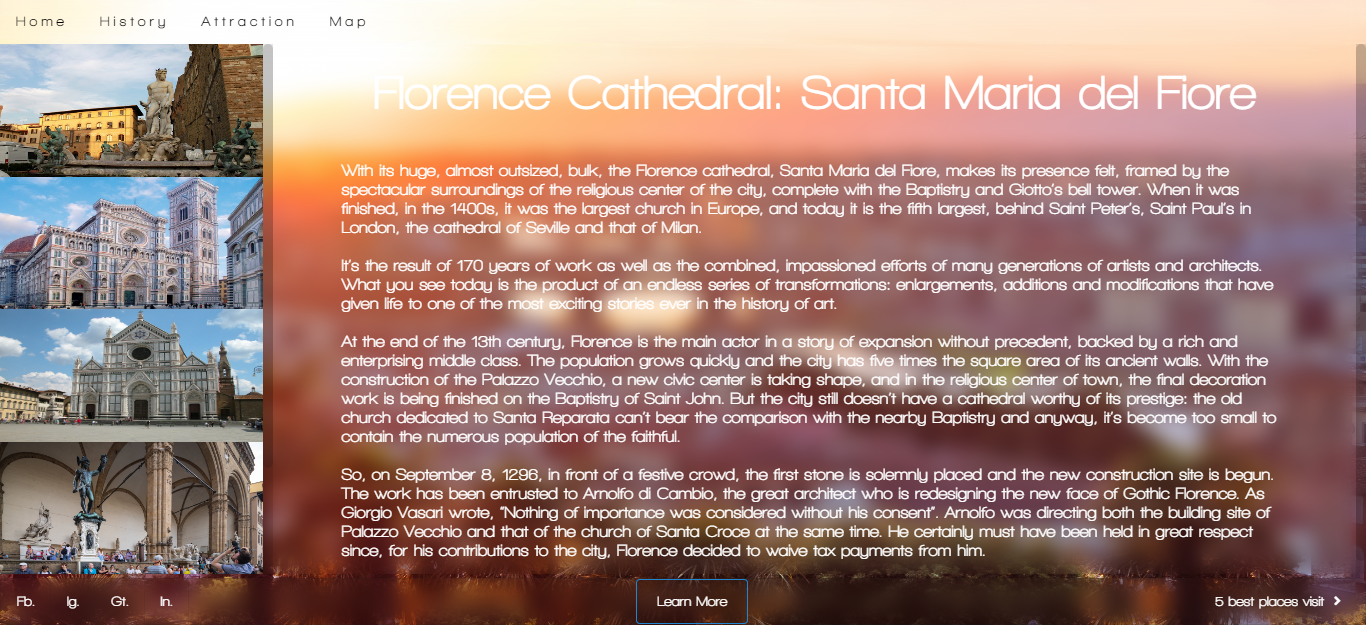 Home History Attraction Map
Florence Cathedral: Santa Maria del Fiore
With its huge, almost outsized, bulk, the Florence cathedral, Santa Maria del Fiore, makes its presence felt, framed by the
spectacular surroundings of the religious center of the city, complete with the Baptistry and Giotto's bell tower. When it was
finished, in the 1400s, it was the largest church in Europe, and today it is the fifth largest, behind Saint Peter's, Saint Paul's in
London, the cathedral of Seville and that of Milan.
It's the result of 170 years of work as well as the combined, impassioned efforts of many generations of artists and architects.
What you see today is the product of an endless series of transformations: enlargements, additions and modifications that have
given life to one of the most exciting stories ever in the history of art.
At the end of the 13th century, Florence is the main actor in a story of expansion without precedent, backed by a rich and
enterprising middle class. The population grows quickly and the city has five times the square area of its ancient walls. With the
construction of the Palazzo Vecchio, a new civic center is taking shape, and in the religious center of town, the final decoration
work is being finished on the Baptistry of Saint John. But the city still doesn't have a cathedral worthy of its prestige: the old
church dedicated to Santa Reparata can't bear the comparison with the nearby Baptistry and anyway, it's become too small to
contain the numerous population of the faithful.
So, on September 8, 1296, in front of a festive crowd, the first stone is solemnly placed and the new construction site is begun.
The work has been entrusted to Arnolfo di Cambio, the great architect who is redesigning the new face of Gothic Florence. As
Giorgio Vasari wrote, "Nothing of importance was considered without his consent". Arnolfo was directing both the building site of
Palazzo Vecchio and that of the church of Santa Croce at the same time. He certainly must have been held in great respect
since, for his contributions to the city, Florence decided to waive tax payments from him.
Fb. Ig. Gt. In. Learn More 5 best places visit